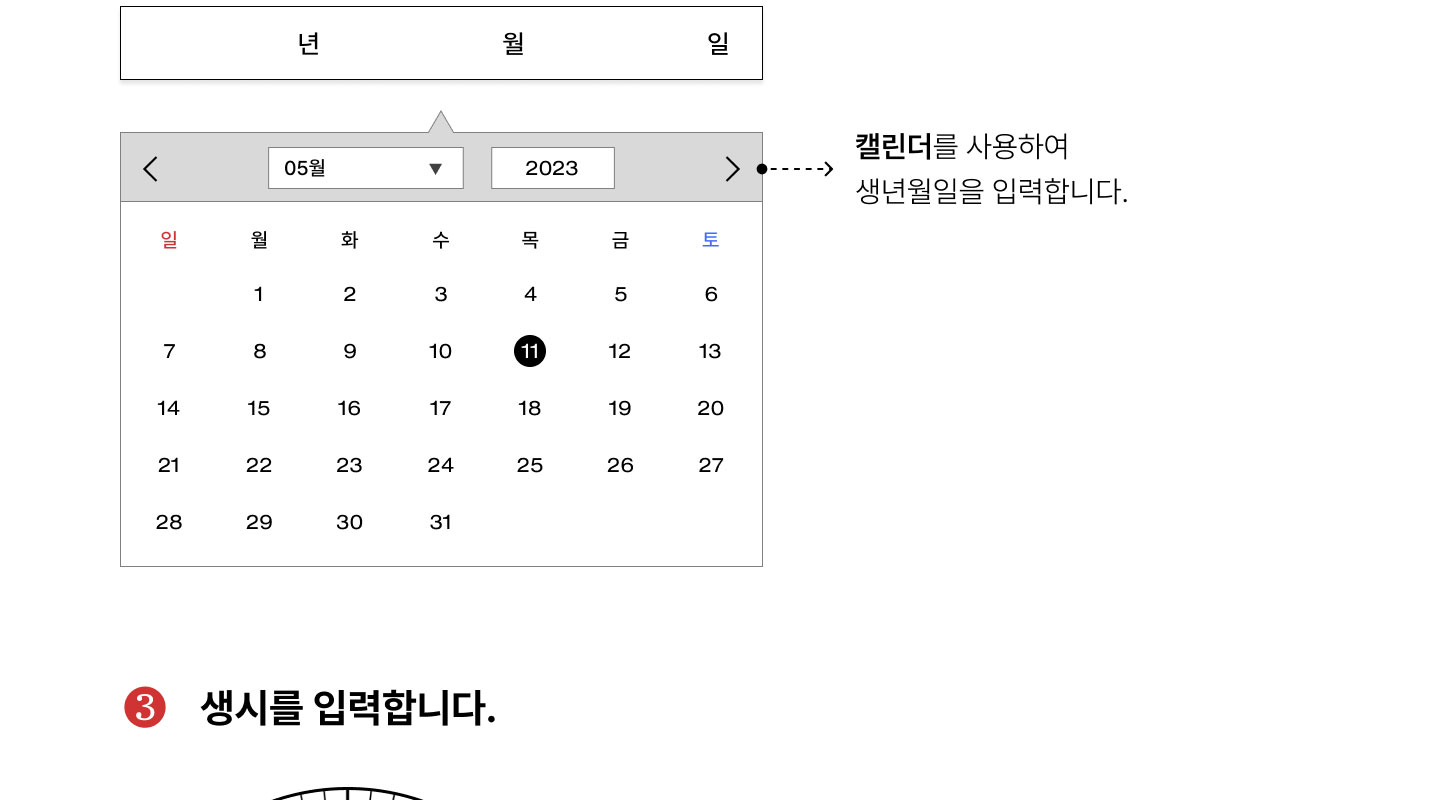 년 월 일
05월 ▼ 2023
캘린더를 사용하여
생년월일을 입력합니다.
일 월 화 수 목 금 토
1 2 3 4 5 6
7 8 9 10 11 12 13
14 15 16 17 18 19 20
21 22 23 24 25 26 27
28 29 30 31
3 생시를 입력합니다.